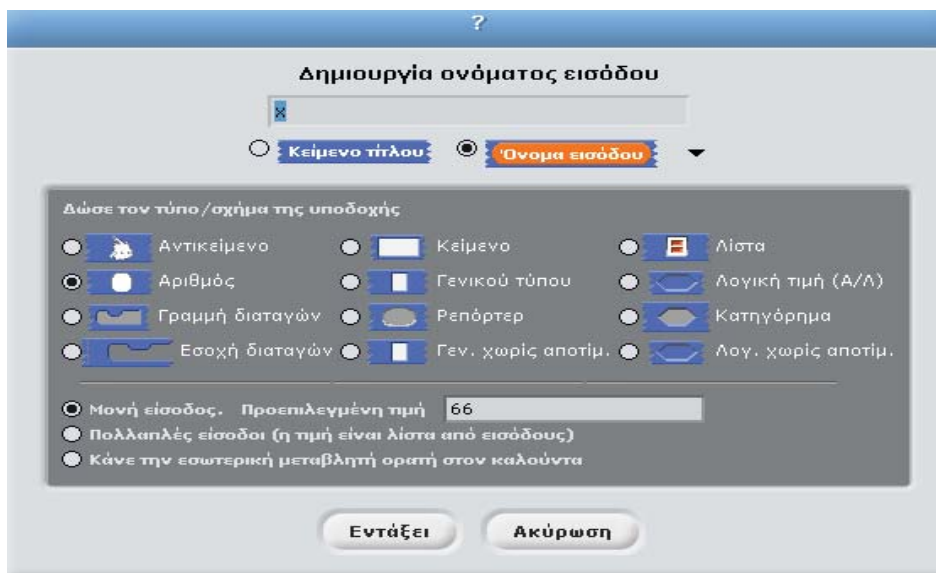 ?
Δημιουργία ονόματος εισόδου
x
Κείμενο τίτλου Όνομα εισόδου
Δώσε τον τύπο/σχήμα της υποδοχής
Αντικείμενο Κείμενο Λίστα
Αριθμός Γενικού τύπου Λογική τιμή (Α/Λ)
Γραμμή διαταγών Ρεπόρτερ Κατηγόρημα
Εσοχή διαταγών Γεν. χωρίς αποτίμ. Λογ. χωρίς αποτίμ.
Μονή είσοδος. Προεπιλεγμένη τιμή 66
Πολλαπλές είσοδοι (η τιμή είναι λίστα από εισόδους)
Κάνε την εσωτερική μεταβλητή ορατή στον καλούντα
Εντάξει Ακύρωση